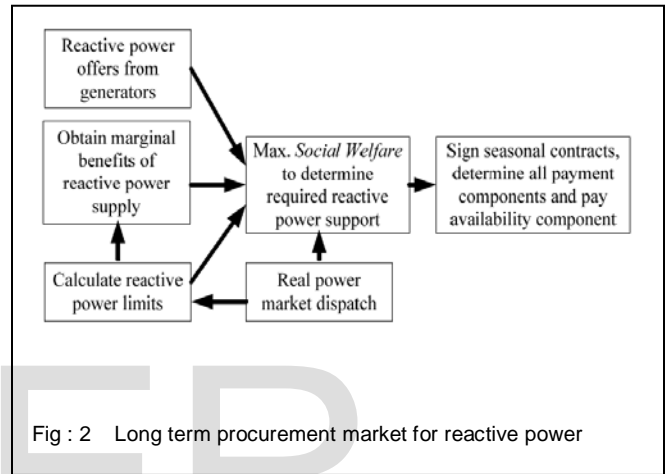 Reactive power
offers from
generators
Obtain marginal
benefits of
reactive power
supply
Max. Social Welfare
to determine
required reactive
power support
Sign seasonal contracts,
determine all payment
components and pay
availability component
Calculate reactive
power limits
Real power
market dispatch
ER
Fig : 2 Long term procurement market for reactive power